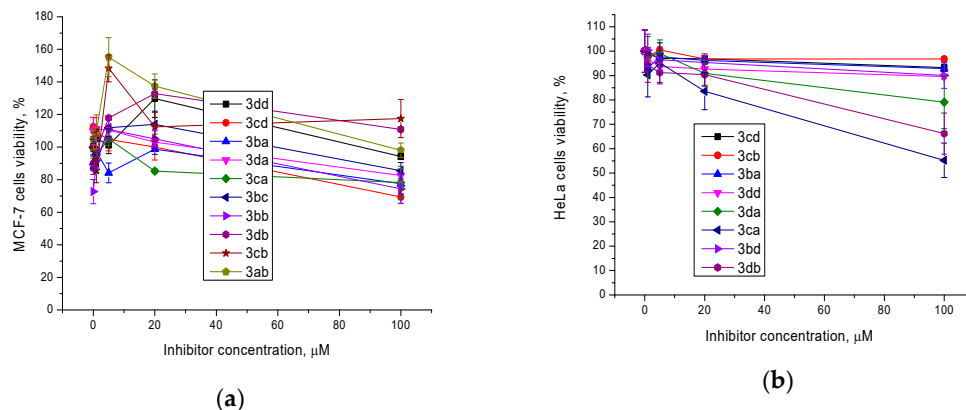 MCF-7 cells viability, %
180
160
140
120
100
80
60
40
20
0
3dd
3cd
3ba
3da
3ca
3bc
3bb
3db
3cb
3ab
0 20 40 60 80 100
Inhibitor concentration, μM
(a)
HeLa cells viability, %
110
100
90
80
70
60
50
40
30
20
10
0
3cd
3cb
3ba
3dd
3da
3ca
3bd
3db
0 20 40 60 80 100
Inhibitor concentration, μM
(b)